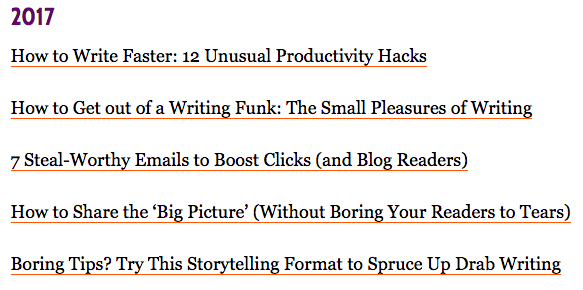 2017
How to Write Faster: 12 Unusual Productivity Hacks
How to Get out of a Writing Funk: The Small Pleasures of Writing
7 Steal-Worthy Emails to Boost Clicks (and Blog Readers)
How to Share the ‘Big Picture’ (Without Boring Your Readers to Tears)
Boring Tips? Try This Storytelling Format to Spruce Up Drab Writing